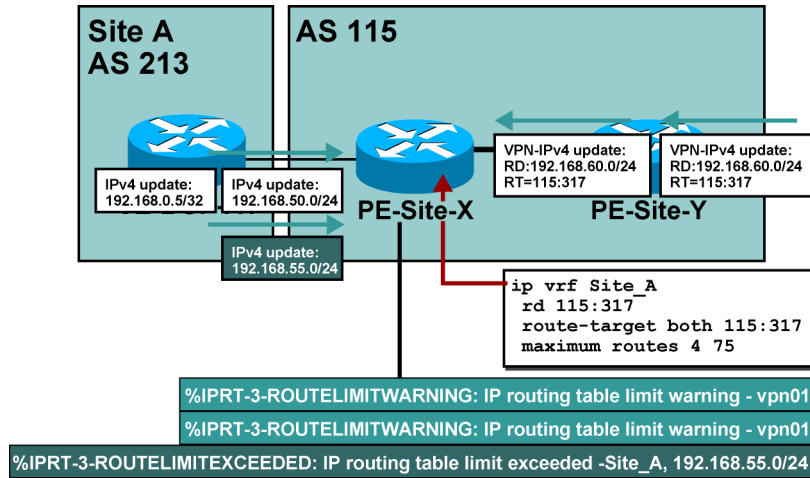 Site A
AS 213
AS 115
IPv4 update:
192.168.0.5/32
IPv4 update:
192.168.50.0/24
VPN-IPv4 update:
RD:192.168.60.0/24
RT=115:317
VPN-IPv4 update:
RD:192.168.60.0/24
RT=115:317
PE-Site-X
PE-Site-Y
IPv4 update:
192.168.55.0/24
ip vrf Site_A
rd 115:317
route-target both 115:317
maximum routes 4 75
%IPRT-3-ROUTELIMITWARNING: IP routing table limit warning - vpn01
%IPRT-3-ROUTELIMITWARNING: IP routing table limit warning - vpn01
%IPRT-3-ROUTELIMITEXCEEDED: IP routing table limit exceeded -Site_A, 192.168.55.0/24